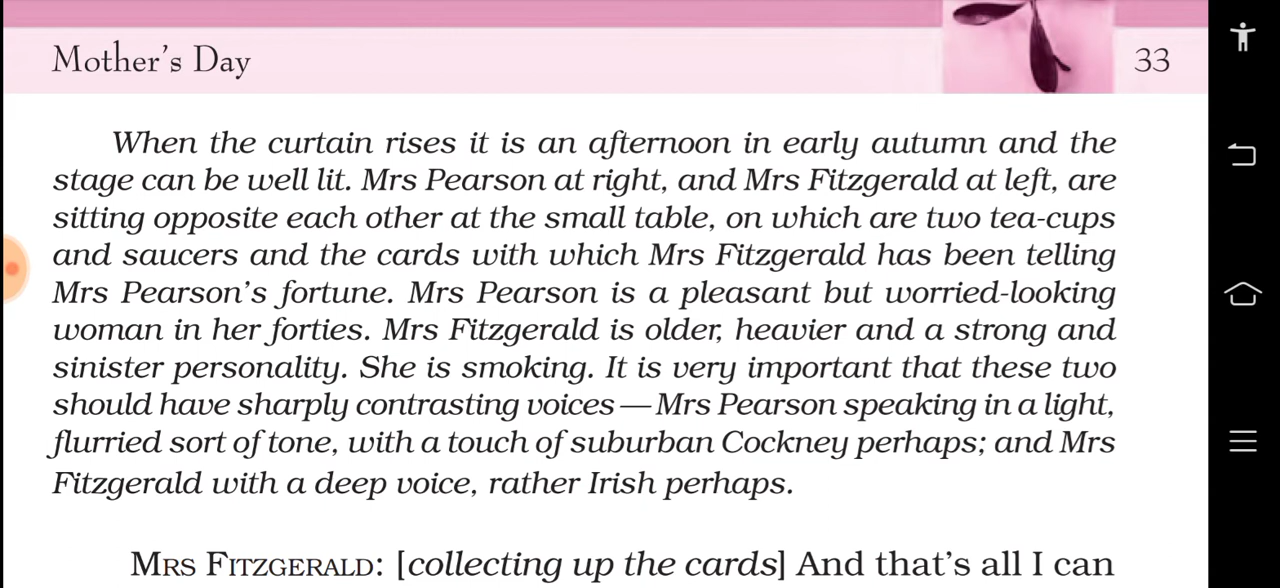 Mother's Day
33
When the curtain rises it is an afternoon in early autumn and the
stage can be well lit. Mrs Pearson at right, and Mrs Fitzgerald at left, are
sitting opposite each other at the small table, on which are two tea-cups
and saucers and the cards with which Mrs Fitzgerald has been telling
Mrs Pearson's fortune. Mrs Pearson is a pleasant but worried-looking
woman in her forties. Mrs Fitzgerald is older, heavier and a strong and
sinister personality. She is smoking. It is very important that these two
should have sharply contrasting voices — Mrs Pearson speaking in a light,
flurried sort of tone, with a touch of suburban Cockney perhaps; and Mrs
Fitzgerald with a deep voice, rather Irish perhaps.
MRS FITZGERALD: [collecting up the cards] And that's all I can